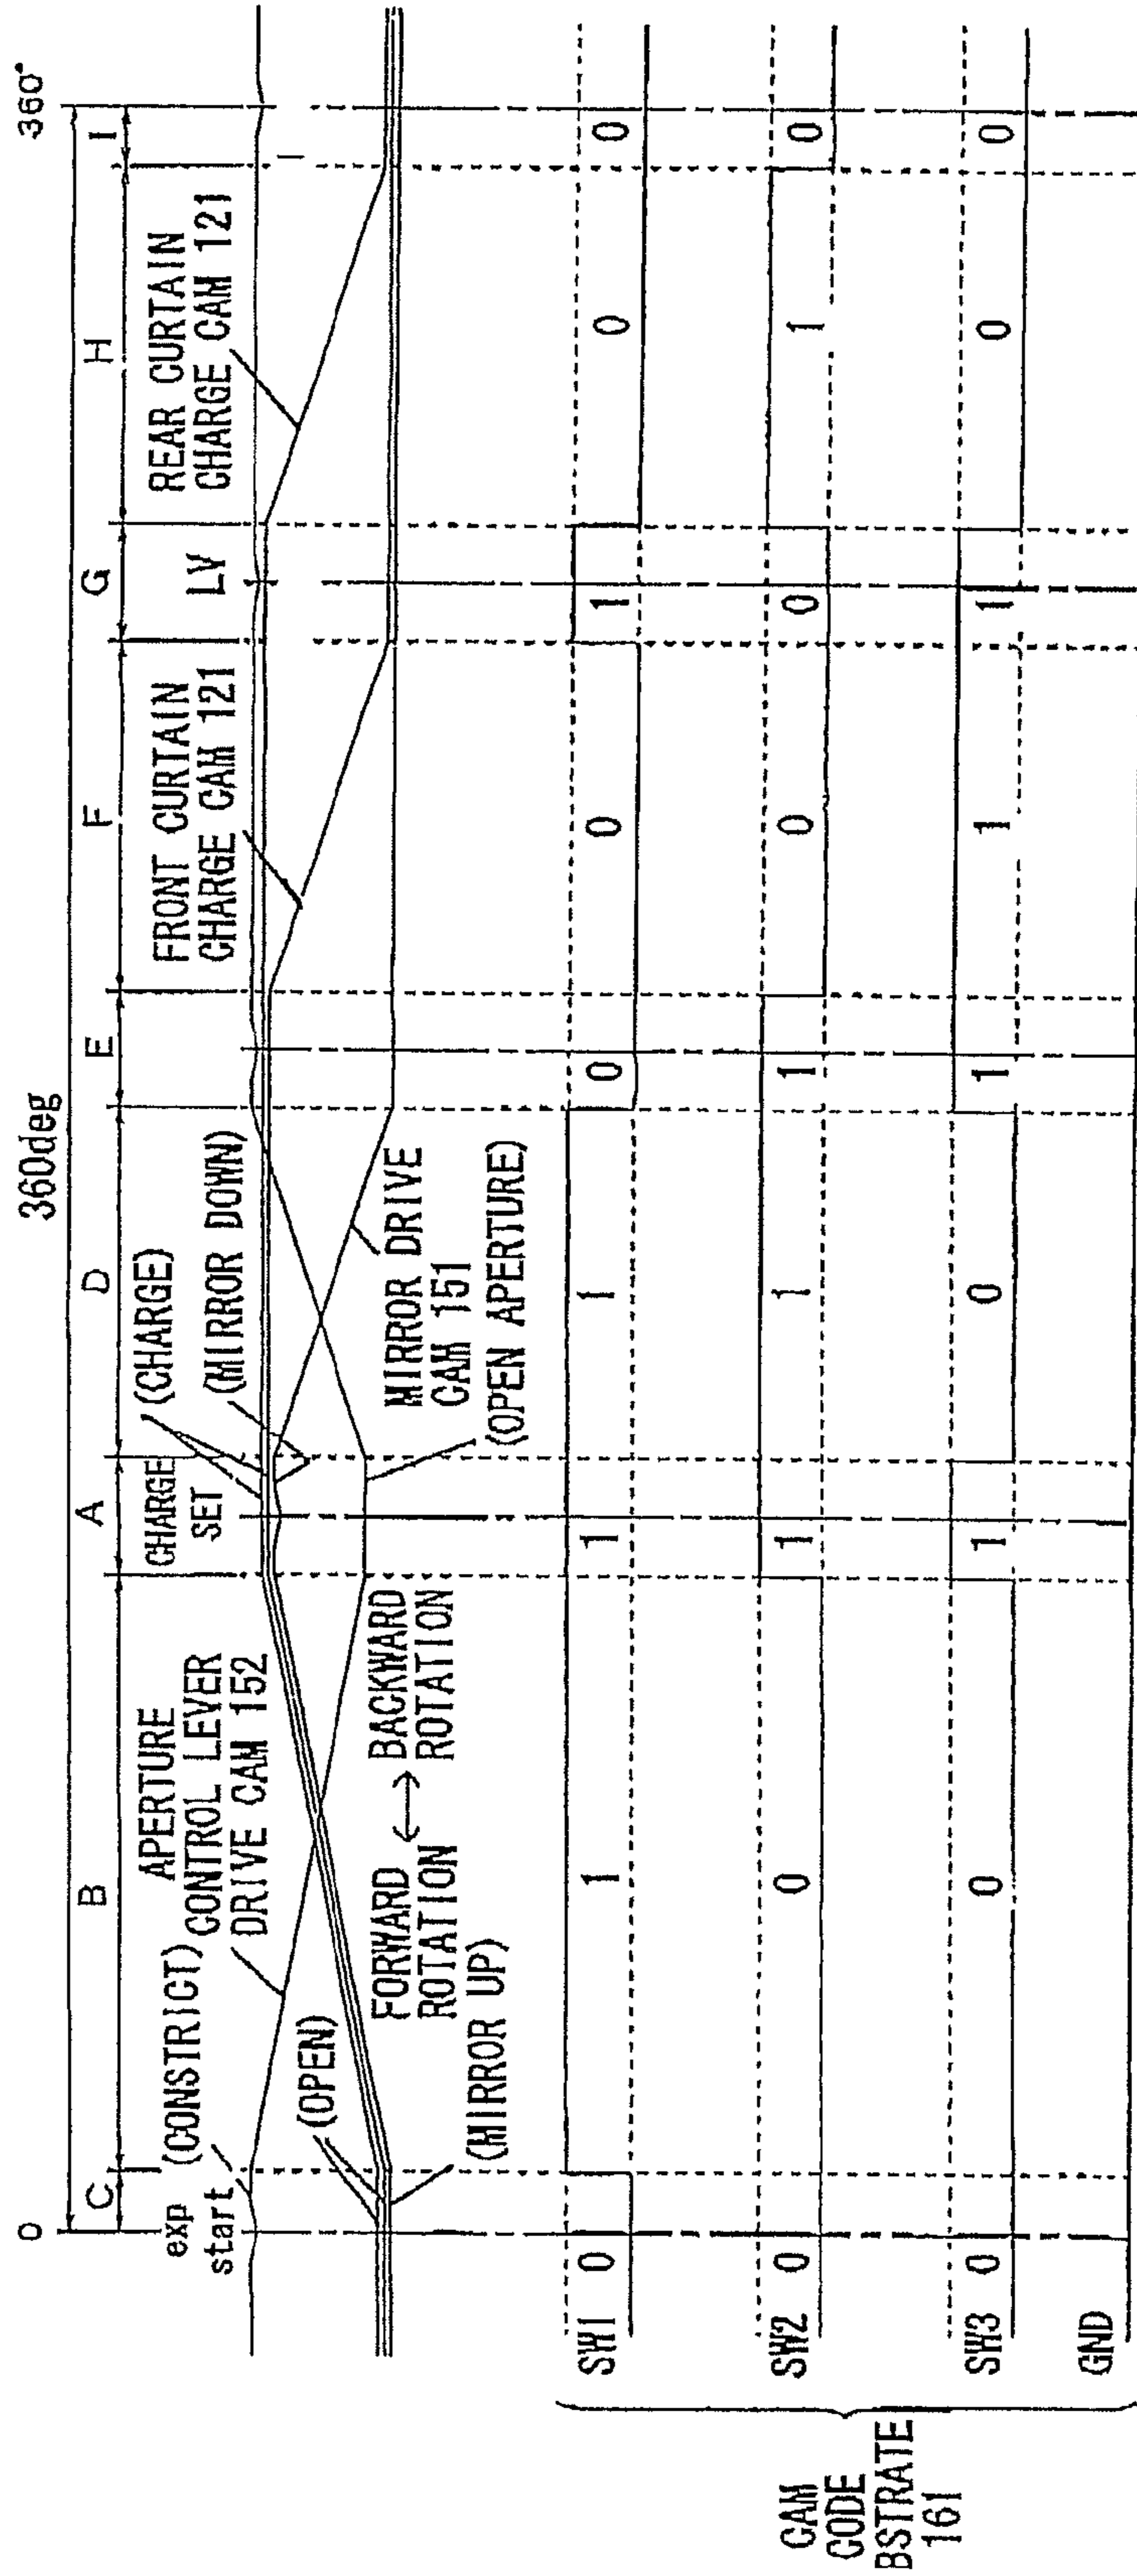 0
360deg
360°
C
B
A
D
E
F
G
H
I
exp
start
(CONSTRICT)
APERTURE
CONTROL LEVER
DRIVE CAM 152
CHARGE
SET
(CHARGE)
(MIRROR DOWN)
FRONT CURTAIN
CHARGE CAM 121
LV
REAR CURTAIN
CHARGE CAM 121
(OPEN)
FORWARD ←→ BACKWARD
ROTATION ROTATION
(MIRROR UP)
MIRROR DRIVE
CAM 151
(OPEN APERTURE)
SW1 0 1 1 1 0 0 1 0 0
SW2 0 0 1 1 1 0 0 1 0
SW3 0 0 1 0 1 1 1 0 0
GND
CAM
CODE
BSTRATE
161